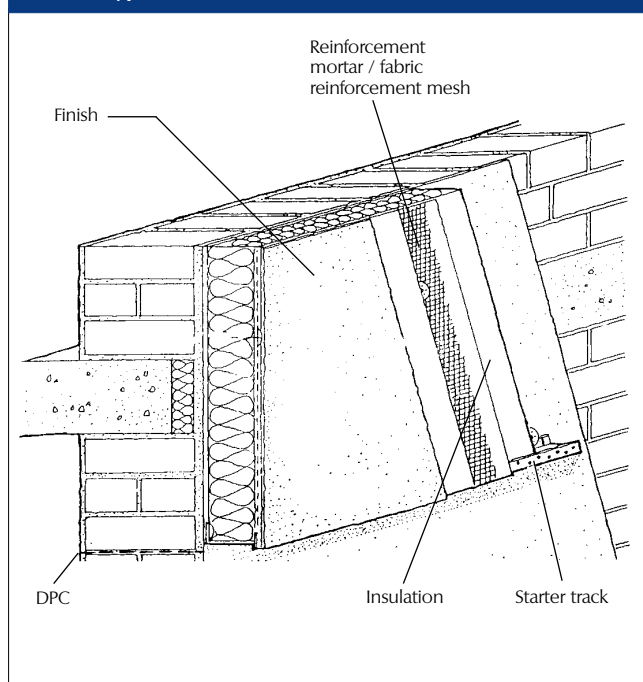 Reinforcement
mortar / fabric
reinforcement mesh
Finish
DPC
Insulation
Starter track